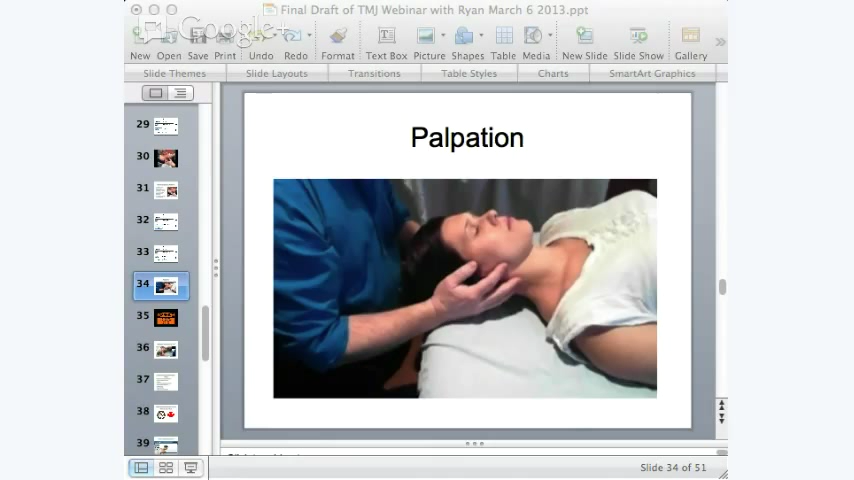 Final Draft of TMJ Webinar with Ryan March 6 2013.ppt
Google+
New Open Save Print Undo Redo Format Text Box Picture Shapes Table Media New Slide Slide Show Gallery
Slide Themes Slide Layouts Transitions Table Styles Charts SmartArt Graphics
29
30
31
32
33
34
35
36
37
38
39
Palpation
Slide 34 of 51